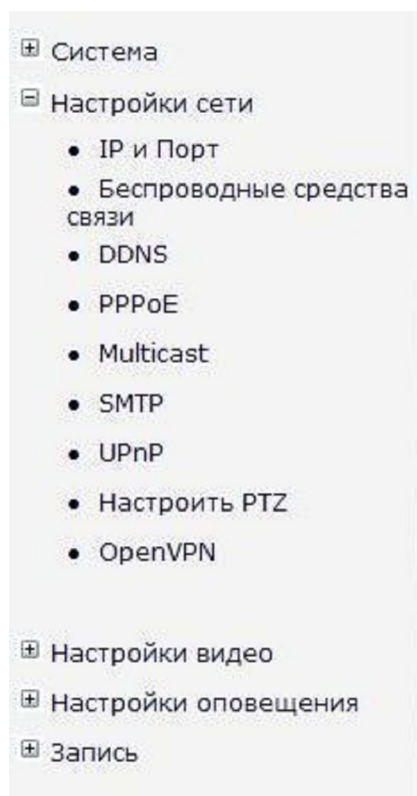 Система
Настройки сети
• IP и Порт
• Беспроводные средства
связи
• DDNS
• PPPoE
• Multicast
• SMTP
• UPnP
• Настроить PTZ
• OpenVPN
Настройки видео
Настройки оповещения
Запись